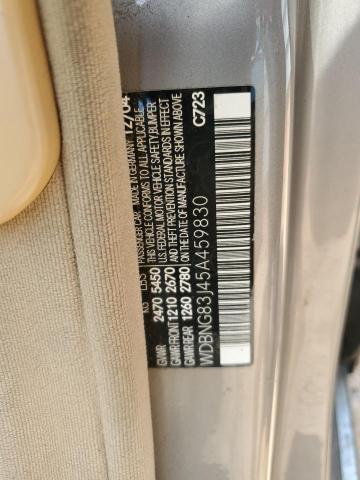 PASSENGER CAR MADE IN GERMANY 12/04
THIS VEHICLE CONFORMS TO ALL APPLICABLE
U.S. FEDERAL MOTOR VEHICLE SAFETY, BUMPER
AND THEFT PREVENTION STANDARDS IN EFFECT
ON THE DATE OF MANUFACTURE SHOWN ABOVE
C723
KG LBS
GAWR 2470 5450
GAWR FRONT 1210 2670
GAWR REAR 1260 2780
WDBNG83J45A459830